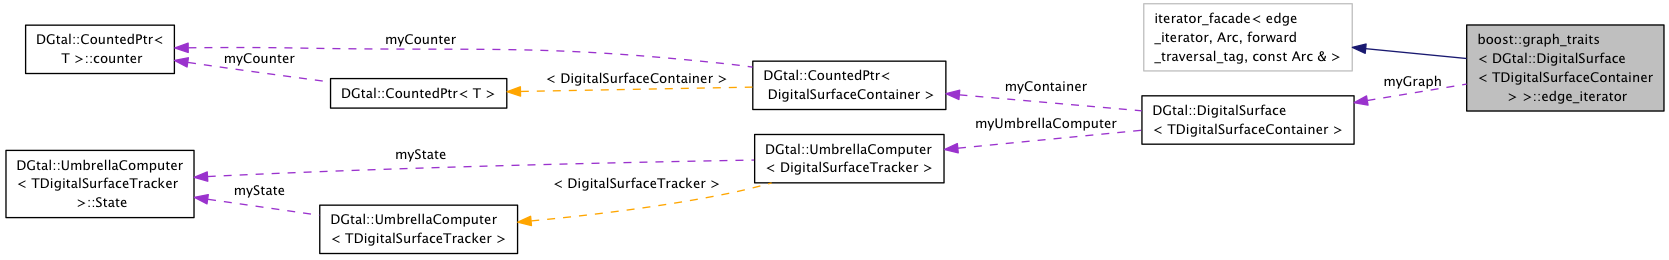 DGtal::CountedPtr<
T >::counter
myCounter
myCounter
DGtal::CountedPtr< T >
< DigitalSurfaceContainer >
DGtal::CountedPtr<
DigitalSurfaceContainer >
myContainer
iterator_facade< edge
_iterator, Arc, forward
_traversal_tag, const Arc & >
boost::graph_traits
< DGtal::DigitalSurface
< TDigitalSurfaceContainer
> >::edge_iterator
myGraph
DGtal::DigitalSurface
< TDigitalSurfaceContainer >
myUmbrellaComputer
DGtal::UmbrellaComputer
< DigitalSurfaceTracker >
myState
< DigitalSurfaceTracker >
DGtal::UmbrellaComputer
< TDigitalSurfaceTracker
>::State
myState
DGtal::UmbrellaComputer
< TDigitalSurfaceTracker >